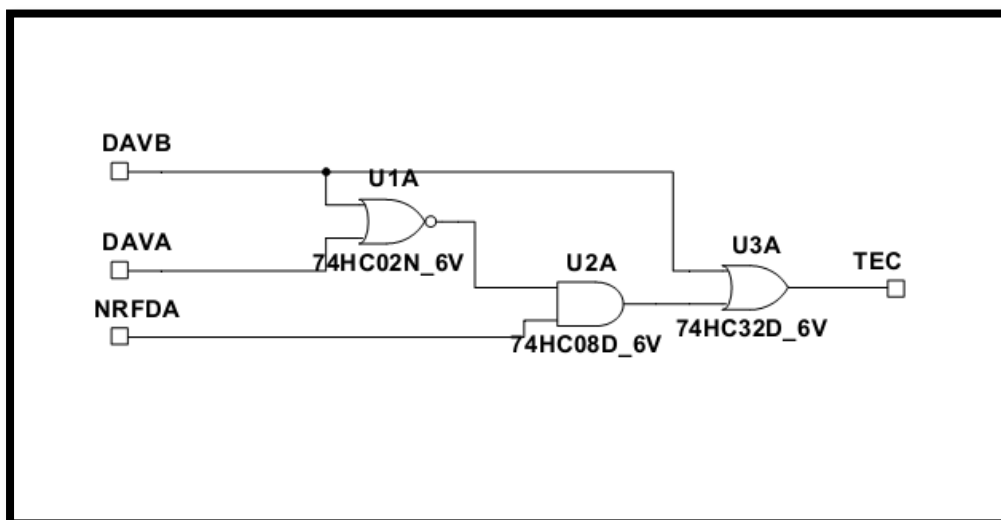 DAVB
U1A
DAVA
74HC02N_6V
U2A
U3A
TEC
NRFDA
74HC08D_6V
74HC32D_6V